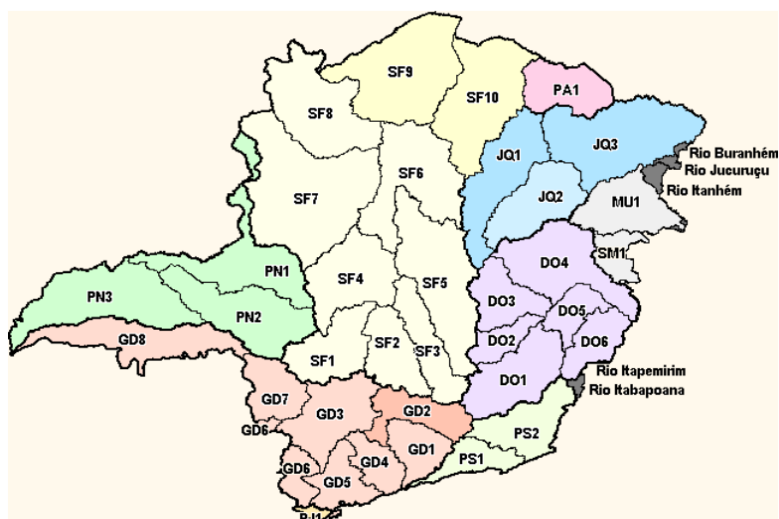 SF9
SF10
PA1
SF8
JQ3
JQ1
Rio Buranhém
SF6
Rio Jucuruçu
Rio Itanhém
SF7
JQ2
MU1
SM1
PN1
DO4
SF4
SF5
PN3
DO3
PN2
DO5
GD8
DO2
DO6
SF2
SF3
SF1
Rio Itapemirim
DO1
Rio Itabapoana
GD7
GD3
GD2
GD6
PS2
GD1
PS1
GD4
GD6
GD5
PJ1